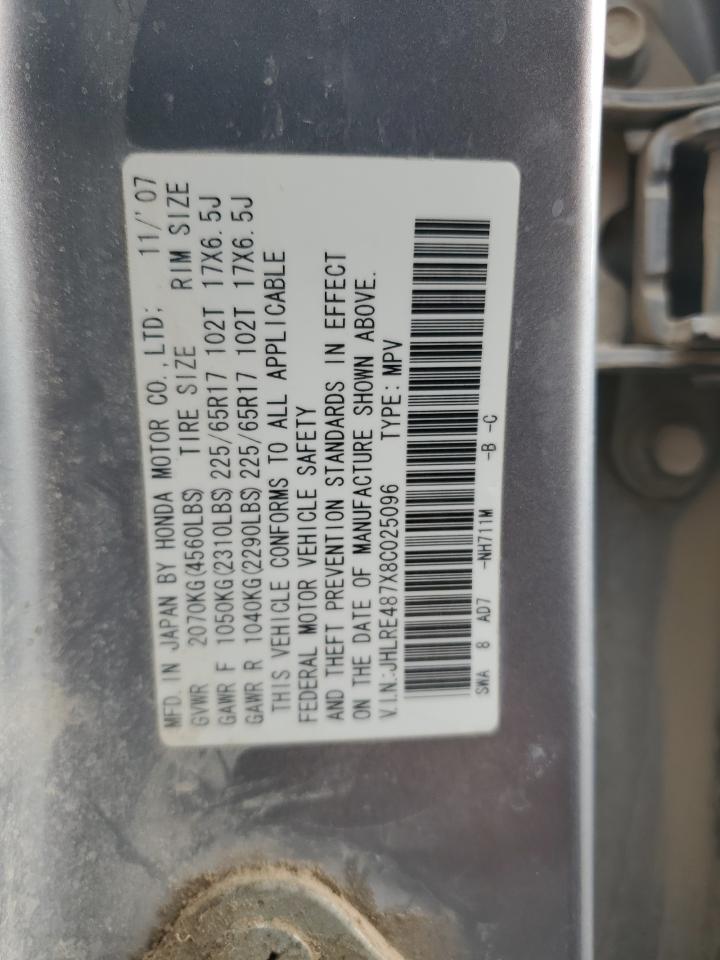 MFD. IN JAPAN BY HONDA MOTOR CO.,LTD; 11/'07
GVWR 2070KG(4560LBS) TIRE SIZE RIM SIZE
GAWR F 1050KG(2310LBS)225/65R17 102T 17X6.5J
GAWR R 1040KG(2290LBS)225/65R17 102T 17X6.5J
THIS VEHICLE CONFORMS TO ALL APPLICABLE
FEDERAL MOTOR VEHICLE SAFETY
AND THEFT PREVENTION STANDARDS IN EFFECT
ON THE DATE OF MANUFACTURE SHOWN ABOVE.
V.I.N.:JHLRE487X8C025096 TYPE:MPV
SWA 8 AD7 -NH711M -B -C